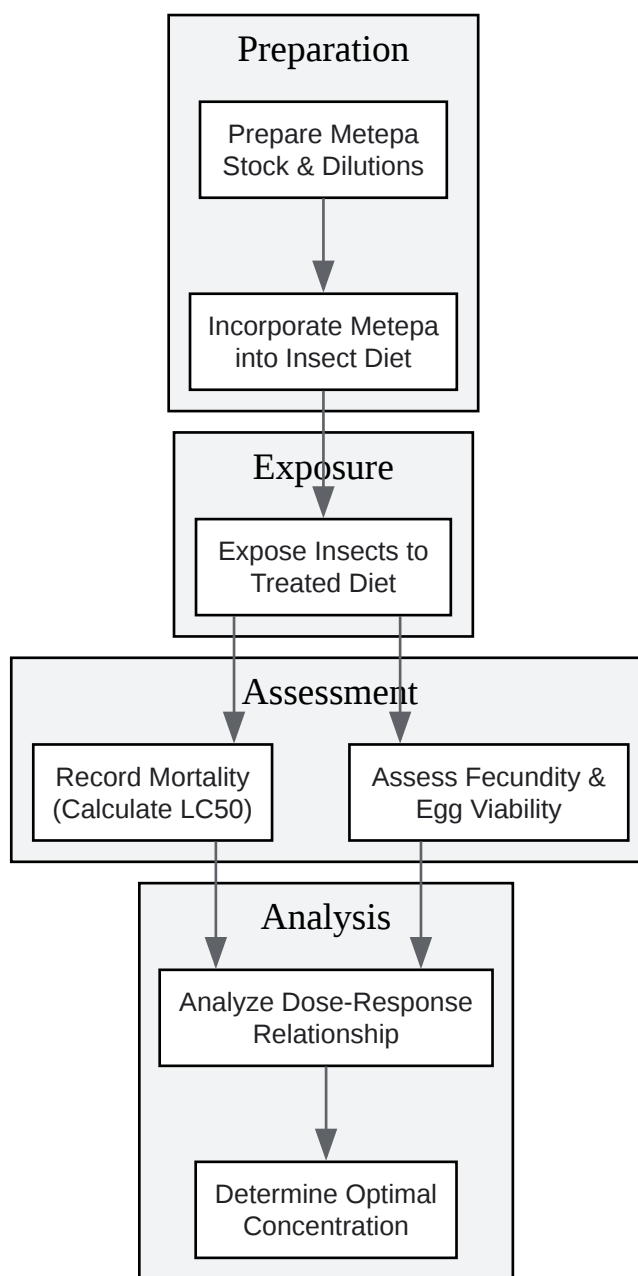 Preparation
Prepare Metepa
Stock & Dilutions
Incorporate Metepa
into Insect Diet
Exposure
Expose Insects to
Treated Diet
Assessment
Record Mortality
(Calculate LC50)
Assess Fecundity &
Egg Viability
Analysis
Analyze Dose-Response
Relationship
Determine Optimal
Concentration